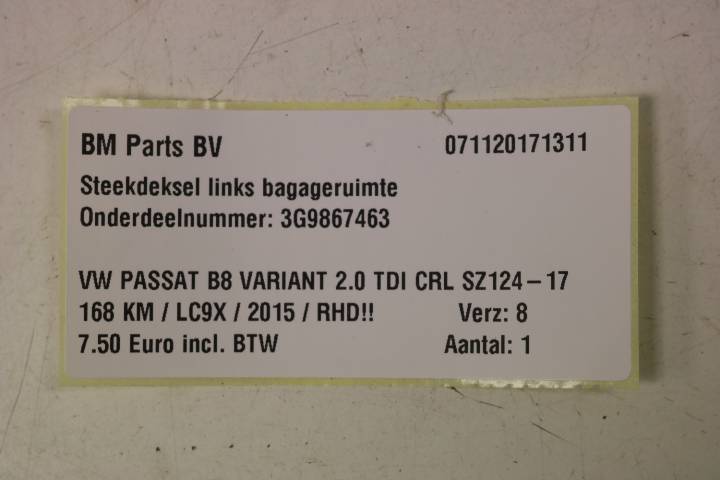 BM Parts BV 071120171311
Steekdeksel links bagageruimte
Onderdeelnummer: 3G9867463
VW PASSAT B8 VARIANT 2.0 TDI CRL SZ124-17
168 KM / LC9X / 2015 / RHD!! Verz: 8
7.50 Euro incl. BTW Aantal: 1